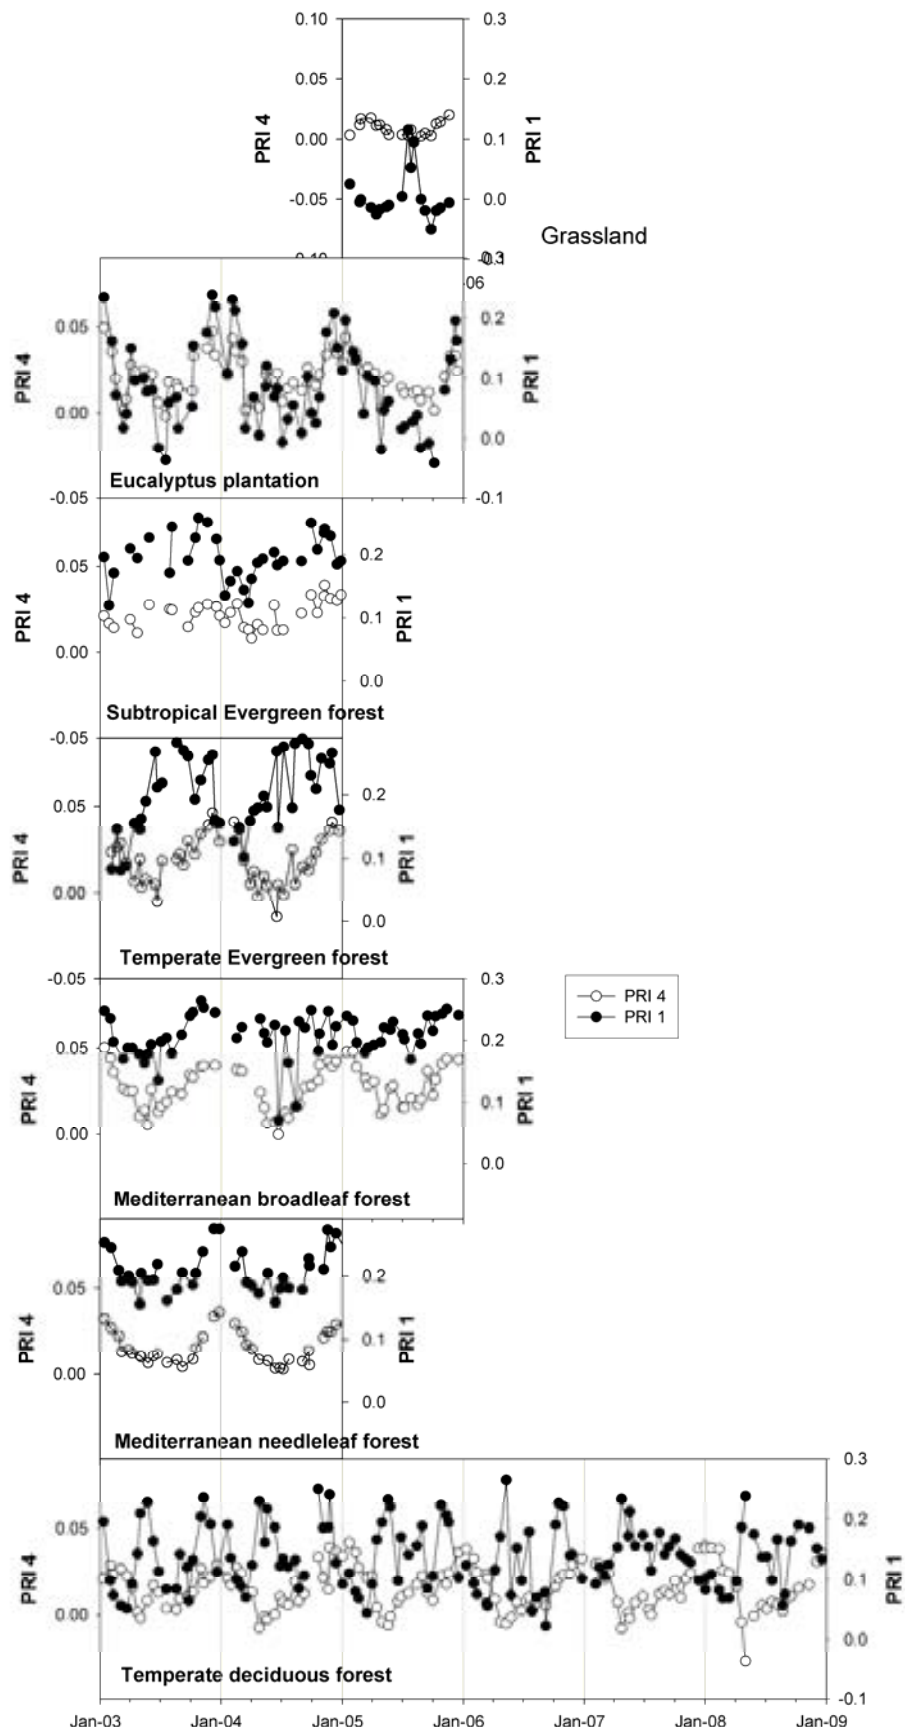 0.10 0.3
0.05 0.2
PRI 4 0.00 0.1 PRI 1
-0.05 0.0
Grassland
0.10 -0.1
0.3
06
0.05 0.2
PRI 4 0.1 PRI 1
0.00 0.0
Eucalyptus plantation
-0.05 -0.1
0.05 0.2
PRI 4 0.1 PRI 1
0.00 0.0
Subtropical Evergreen forest
-0.05
0.05 0.2
PRI 4 0.1 PRI 1
0.00 0.0
Temperate Evergreen forest
-0.05 0.3
PRI 4
PRI 1
0.05 0.2
PRI 4 0.1 PRI 1
0.00 0.0
Mediterranean broadleaf forest
0.05 0.2
PRI 4 0.1 PRI 1
0.00 0.0
Mediterranean needleleaf forest
0.3
0.05 0.2
PRI 4 0.1 PRI 1
0.00 0.0
Temperate deciduous forest
-0.1
Jan-03 Jan-04 Jan-05 Jan-06 Jan-07 Jan-08 Jan-09